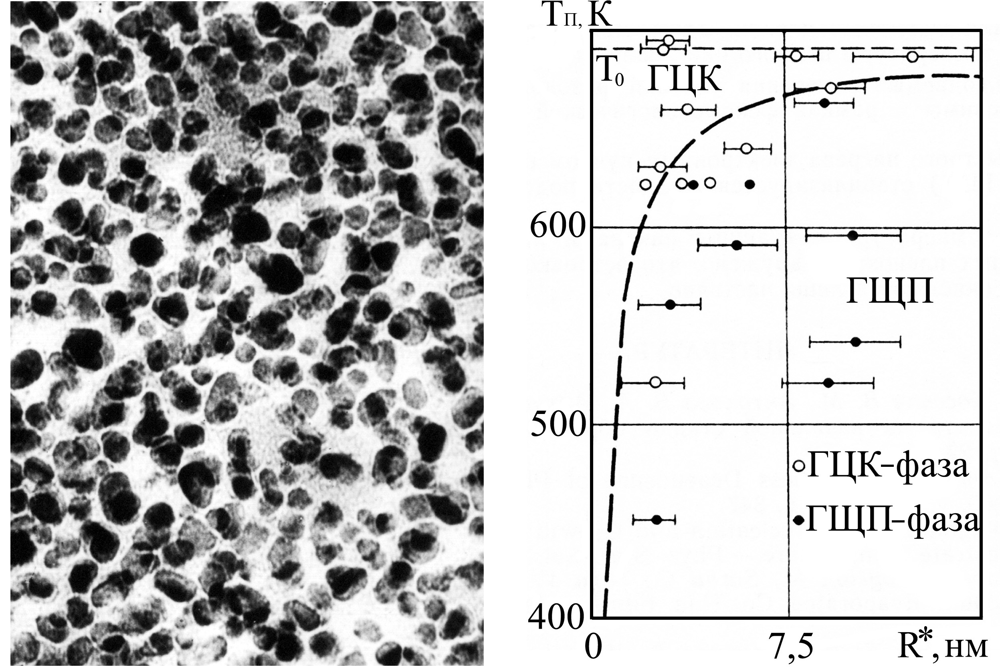 Tп, К
T₀
ГЦК
600
ГЩП
500
ГЦК-фаза
ГЩП-фаза
400
0 7,5 R*, нм